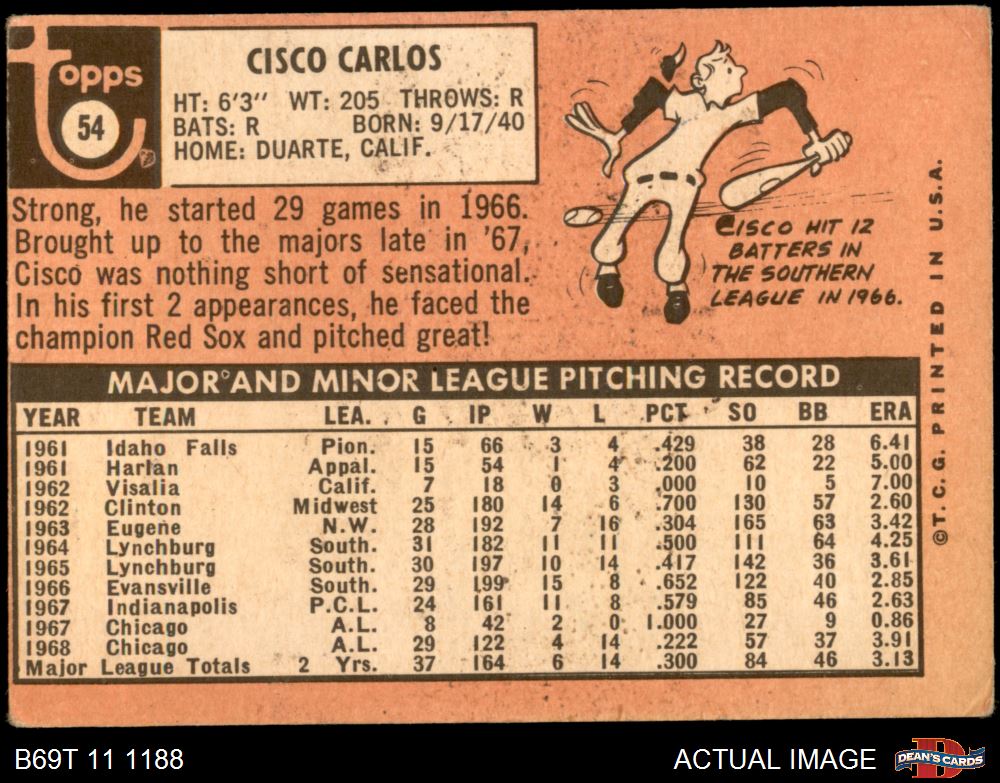 Topps
54
CISCO CARLOS
HT: 6'3" WT: 205 THROWS: R
BATS: R BORN: 9/17/40
HOME: DUARTE, CALIF.
Strong, he started 29 games in 1966.
Brought up to the majors late in '67,
Cisco was nothing short of sensational.
In his first 2 appearances, he faced the
champion Red Sox and pitched great!
CISCO HIT 12
BATTERS IN
THE SOUTHERN
LEAGUE IN 1966.
©T.C.G. PRINTED IN U.S.A.
MAJOR AND MINOR LEAGUE PITCHING RECORD
YEAR TEAM LEA. G IP W L PCT. SO BB ERA
1961 Idaho Falls Pion. 15 66 3 4 .429 38 28 6.41
1961 Harlan Appal. 15 54 1 4 .200 62 22 5.00
1962 Visalia Calif. 7 18 0 3 .000 10 5 7.00
1962 Clinton Midwest 25 180 14 6 .700 130 57 2.60
1963 Eugene N.W. 28 192 7 16 .304 165 63 3.42
1964 Lynchburg South. 31 182 11 11 .500 111 64 4.25
1965 Lynchburg South. 30 197 10 14 .417 142 36 3.61
1966 Evansville South. 29 199 15 8 .652 122 40 2.85
1967 Indianapolis P.C.L. 24 161 11 8 .579 85 46 2.63
1967 Chicago A.L. 8 42 2 0 1.000 27 9 0.86
1968 Chicago A.L. 29 122 4 14 .222 57 37 3.91
Major League Totals 2 Yrs. 37 164 6 14 .300 84 46 3.13
B69T 11 1188
ACTUAL IMAGE
DEAN'S CARDS